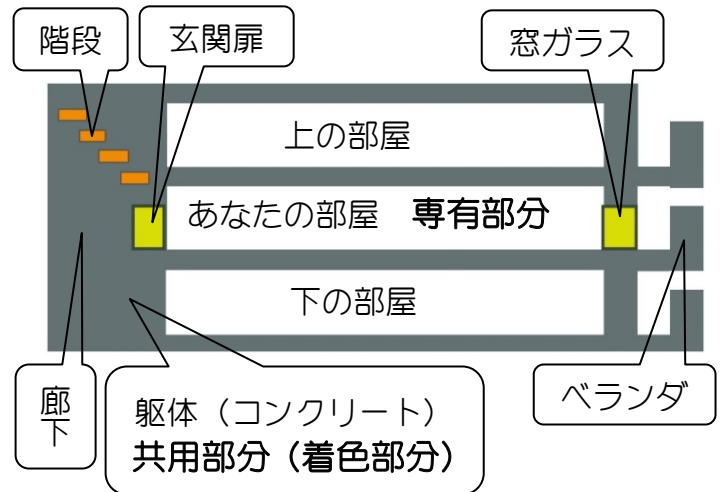 階段
玄関扉
窓ガラス
上の部屋
あなたの部屋　専有部分
下の部屋
廊下
躯体（コンクリート）
共用部分（着色部分）
ベランダ